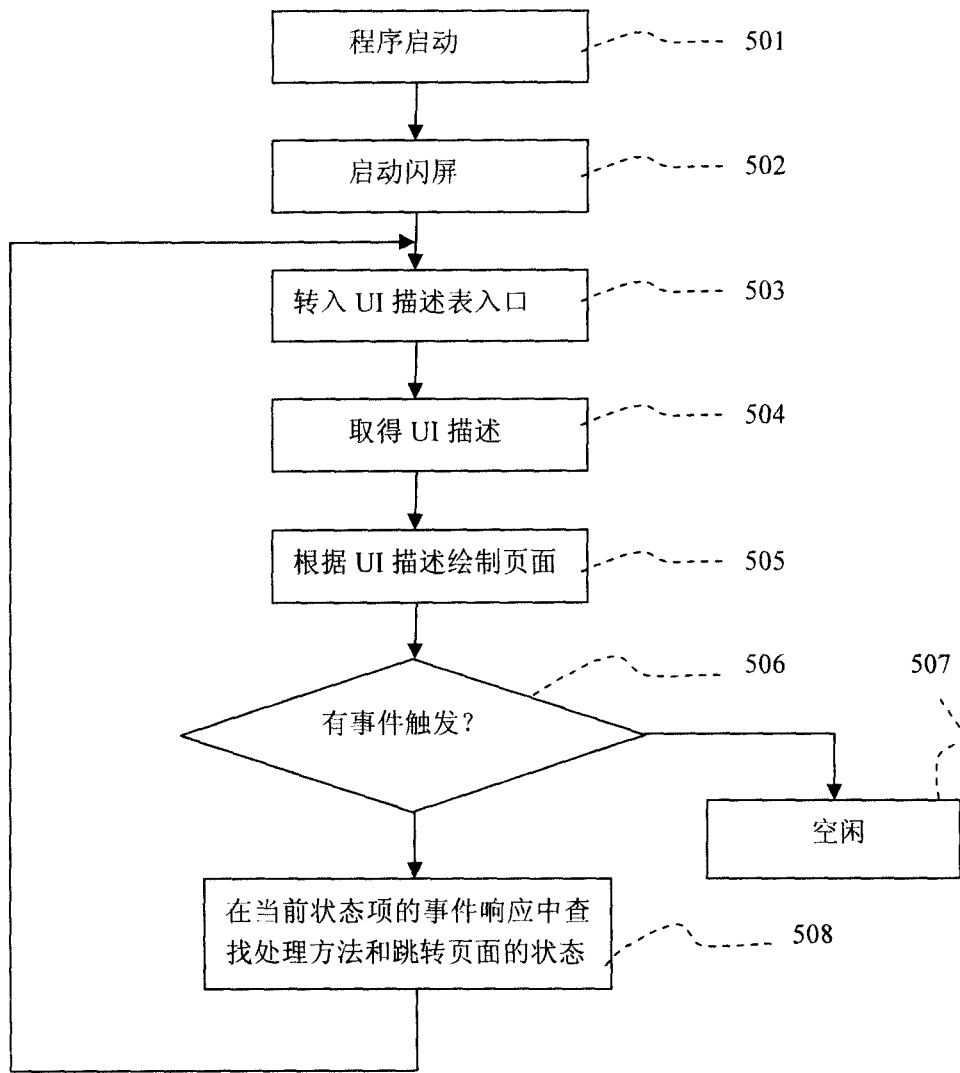 程序启动
501
启动闪屏
502
转入 UI 描述表入口
503
取得 UI 描述
504
根据 UI 描述绘制页面
505
有事件触发？
506
507
空闲
在当前状态项的事件响应中查
找处理方法和跳转页面的状态
508